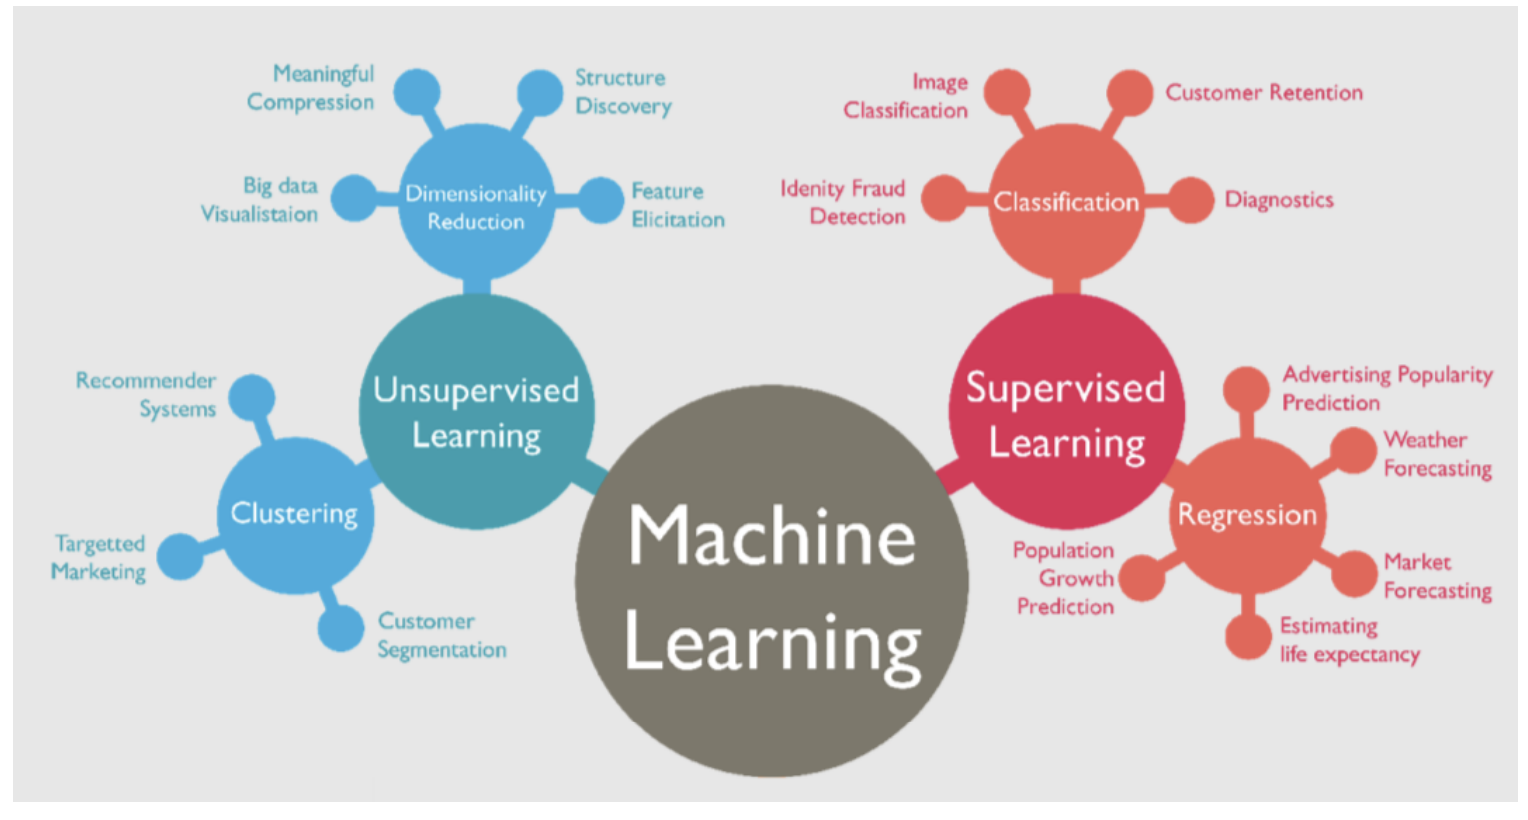 Meaningful
Compression
Structure
Discovery
Big data
Visualistaion
Dimensionality
Reduction
Feature
Elicitation
Image
Classification
Customer Retention
Idenity Fraud
Detection
Classification
Diagnostics
Recommender
Systems
Unsupervised
Learning
Clustering
Targetted
Marketing
Customer
Segmentation
Machine
Learning
Supervised
Learning
Advertising Popularity
Prediction
Weather
Forecasting
Regression
Population
Growth
Prediction
Market
Forecasting
Estimating
life expectancy